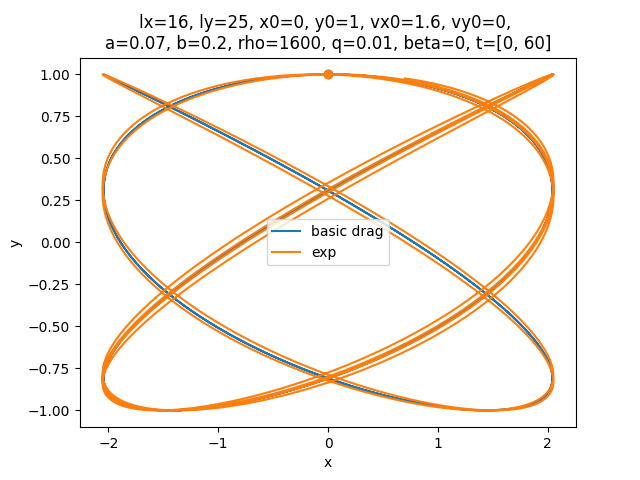 lx=16, ly=25, x0=0, y0=1, vx0=1.6, vy0=0,
a=0.07, b=0.2, rho=1600, q=0.01, beta=0, t=[0, 60]
1.00
0.75
0.50
0.25
0.00
−0.25
−0.50
−0.75
−1.00
y
basic drag
exp
−2
−1
0
1
2
x